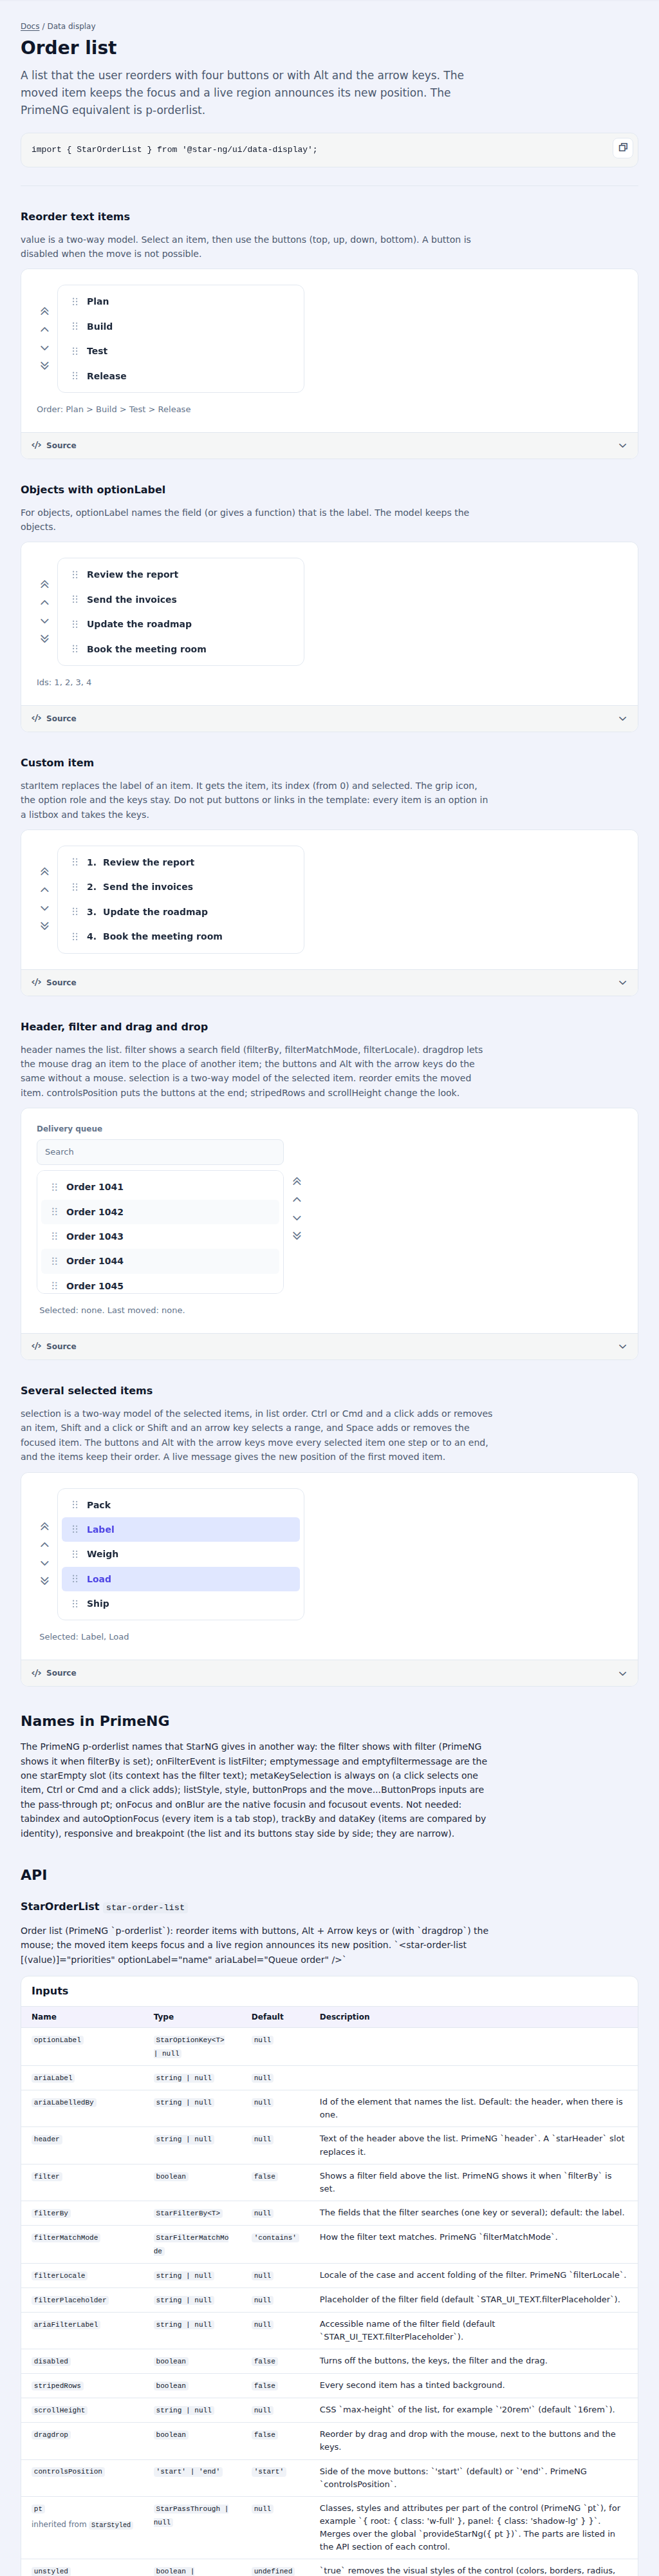 Docs / Data display
Order list
A list that the user reorders with four buttons or with Alt and the arrow keys. The
moved item keeps the focus and a live region announces its new position. The
PrimeNG equivalent is p-orderlist.
import { StarOrderList } from '@star-ng/ui/data-display';
Reorder text items
value is a two-way model. Select an item, then use the buttons (top, up, down, bottom). A button is
disabled when the move is not possible.
Plan
Build
Test
Release
Order: Plan > Build > Test > Release
Source
Objects with optionLabel
For objects, optionLabel names the field (or gives a function) that is the label. The model keeps the
objects.
Review the report
Send the invoices
Update the roadmap
Book the meeting room
Ids: 1, 2, 3, 4
Source
Custom item
starItem replaces the label of an item. It gets the item, its index (from 0) and selected. The grip icon,
the option role and the keys stay. Do not put buttons or links in the template: every item is an option in
a listbox and takes the keys.
1. Review the report
2. Send the invoices
3. Update the roadmap
4. Book the meeting room
Source
Header, filter and drag and drop
header names the list. filter shows a search field (filterBy, filterMatchMode, filterLocale). dragdrop lets
the mouse drag an item to the place of another item; the buttons and Alt with the arrow keys do the
same without a mouse. selection is a two-way model of the selected item. reorder emits the moved
item. controlsPosition puts the buttons at the end; stripedRows and scrollHeight change the look.
Delivery queue
Search
Order 1041
Order 1042
Order 1043
Order 1044
Order 1045
Selected: none. Last moved: none.
Source
Several selected items
selection is a two-way model of the selected items, in list order. Ctrl or Cmd and a click adds or removes
an item, Shift and a click or Shift and an arrow key selects a range, and Space adds or removes the
focused item. The buttons and Alt with the arrow keys move every selected item one step or to an end,
and the items keep their order. A live message gives the new position of the first moved item.
Pack
Label
Weigh
Load
Ship
Selected: Label, Load
Source
Names in PrimeNG
The PrimeNG p-orderlist names that StarNG gives in another way: the filter shows with filter (PrimeNG
shows it when filterBy is set); onFilterEvent is listFilter; emptymessage and emptyfiltermessage are the
one starEmpty slot (its context has the filter text); metaKeySelection is always on (a click selects one
item, Ctrl or Cmd and a click adds); listStyle, style, buttonProps and the move...ButtonProps inputs are
the pass-through pt; onFocus and onBlur are the native focusin and focusout events. Not needed:
tabindex and autoOptionFocus (every item is a tab stop), trackBy and dataKey (items are compared by
identity), responsive and breakpoint (the list and its buttons stay side by side; they are narrow).
API
StarOrderList star-order-list
Order list (PrimeNG `p-orderlist`): reorder items with buttons, Alt + Arrow keys or (with `dragdrop`) the
mouse; the moved item keeps focus and a live region announces its new position. `<star-order-list
[(value)]="priorities" optionLabel="name" ariaLabel="Queue order" />`
Inputs
Name Type Default Description
optionLabel StarOptionKey<T> null
| null
ariaLabel string | null null
ariaLabelledBy string | null null Id of the element that names the list. Default: the header, when there is
one.
header string | null null Text of the header above the list. PrimeNG `header`. A `starHeader` slot
replaces it.
filter boolean false Shows a filter field above the list. PrimeNG shows it when `filterBy` is
set.
filterBy StarFilterBy<T> null The fields that the filter searches (one key or several); default: the label.
filterMatchMode StarFilterMatchMo 'contains' How the filter text matches. PrimeNG `filterMatchMode`.
de
filterLocale string | null null Locale of the case and accent folding of the filter. PrimeNG `filterLocale`.
filterPlaceholder string | null null Placeholder of the filter field (default `STAR_UI_TEXT.filterPlaceholder`).
ariaFilterLabel string | null null Accessible name of the filter field (default
`STAR_UI_TEXT.filterPlaceholder`).
disabled boolean false Turns off the buttons, the keys, the filter and the drag.
stripedRows boolean false Every second item has a tinted background.
scrollHeight string | null null CSS `max-height` of the list, for example `'20rem'` (default `16rem`).
dragdrop boolean false Reorder by drag and drop with the mouse, next to the buttons and the
keys.
controlsPosition 'start' | 'end' 'start' Side of the move buttons: `'start'` (default) or `'end'`. PrimeNG
`controlsPosition`.
pt StarPassThrough | null Classes, styles and attributes per part of the control (PrimeNG `pt`), for
inherited from StarStyled null example `{ root: { class: 'w-full' }, panel: { class: 'shadow-lg' } }`.
Merges over the global `provideStarNg({ pt })`. The parts are listed in
the API section of each control.
unstyled boolean | undefined `true` removes the visual styles of the control (colors, borders, radius,